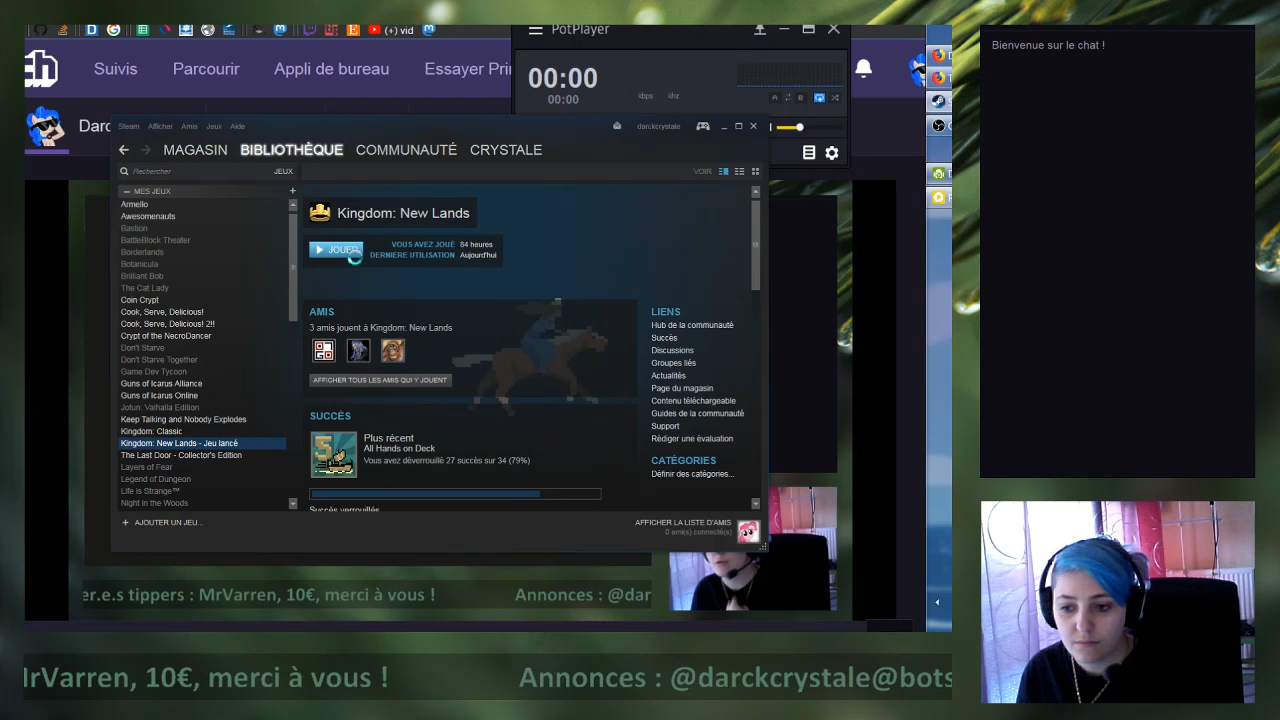 (+) vid
PotPlayer
Bienvenue sur le chat !
ch
Suivis
Parcourir
Appli de bureau
Essayer Pri
00:00
00:00
kbps
khz
Darc
Steam
Afficher
Amis
Jeux
Aide
darckcrystale
MAGASIN
BIBLIOTHÈQUE
COMMUNAUTÉ
CRYSTALE
Rechercher
JEUX
VOIR
MES JEUX
Armello
Awesomenauts
Bastion
BattleBlock Theater
Borderlands
Botanicula
Brilliant Bob
The Cat Lady
Coin Crypt
Cook, Serve, Delicious!
Cook, Serve, Delicious! 2!!
Crypt of the NecroDancer
Don't Starve
Don't Starve Together
Game Dev Tycoon
Guns of Icarus Alliance
Guns of Icarus Online
Jotun: Valhalla Edition
Keep Talking and Nobody Explodes
Kingdom: Classic
Kingdom: New Lands - Jeu lancé
The Last Door - Collector's Edition
Layers of Fear
Legend of Dungeon
Life is Strange™
Night in the Woods
+ AJOUTER UN JEU...
Kingdom: New Lands
JOUER
VOUS AVEZ JOUÉ 84 heures
DERNIÈRE UTILISATION Aujourd'hui
AMIS
3 amis jouent à Kingdom: New Lands
AFFICHER TOUS LES AMIS QUI Y JOUENT
SUCCÈS
5
Plus récent
All Hands on Deck
Vous avez déverrouillé 27 succès sur 34 (79%)
Succès verrouillés
LIENS
Hub de la communauté
Succès
Discussions
Groupes liés
Actualités
Page du magasin
Contenu téléchargeable
Guides de la communauté
Support
Rédiger une évaluation
CATÉGORIES
Définir des catégories...
AFFICHER LA LISTE D'AMIS
0 ami(s) connecté(s)
er.e.s tippers : MrVarren, 10€, merci à vous !
Annonces : @dar
MrVarren, 10€, merci à vous !
Annonces : @darckcrystale@bots